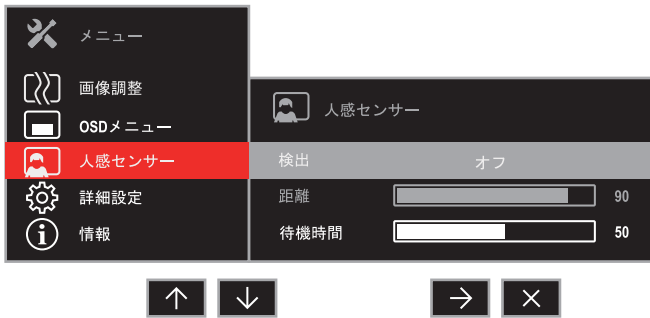 メニュー
画像調整
OSDメニュー
人感センサー
詳細設定
情報
人感センサー
検出 オフ
距離 90
待機時間 50